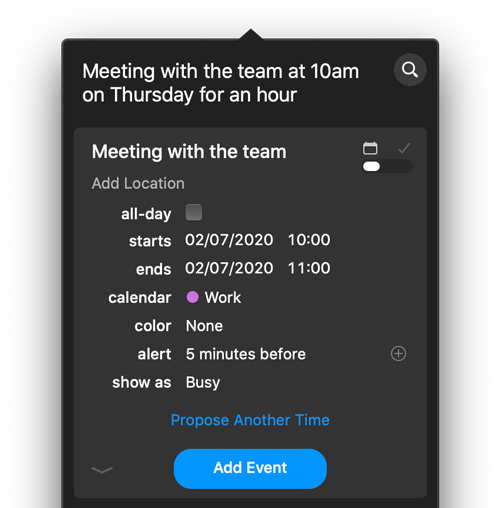 Meeting with the team at 10am
on Thursday for an hour
Meeting with the team
Add Location
all-day
starts 02/07/2020 10:00
ends 02/07/2020 11:00
calendar Work
color None
alert 5 minutes before
show as Busy
Propose Another Time
Add Event